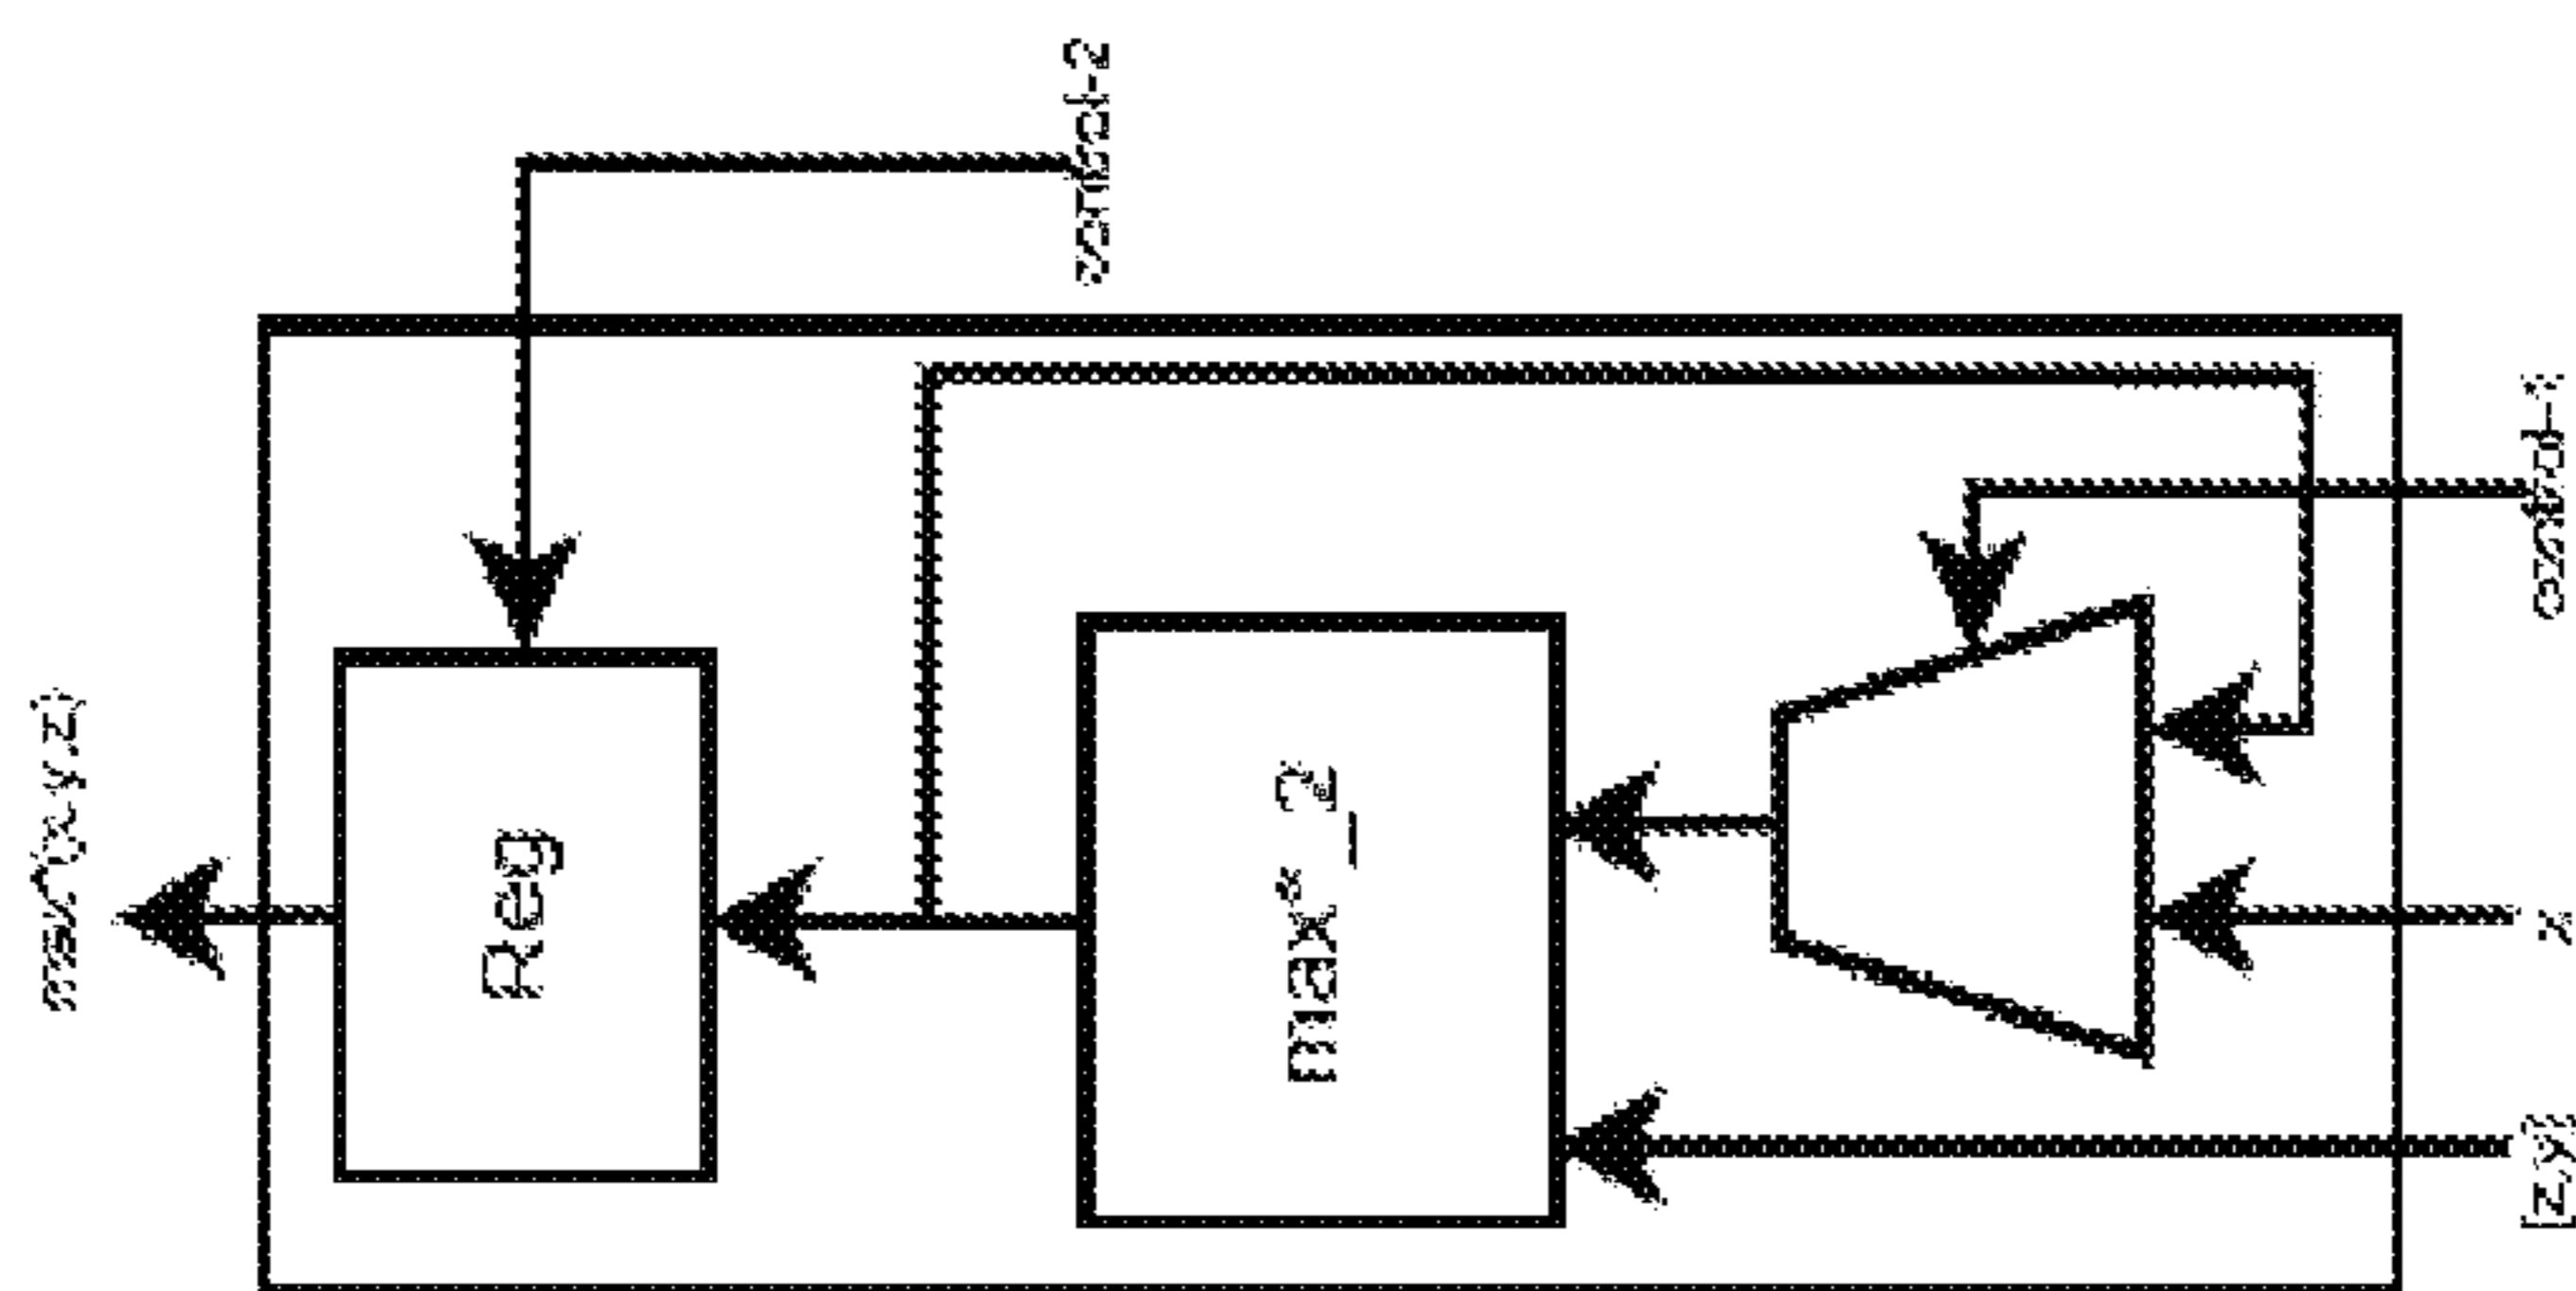 max*(x,y,z)
control-2
Reg
max*_2
control-1
x
[z,y]